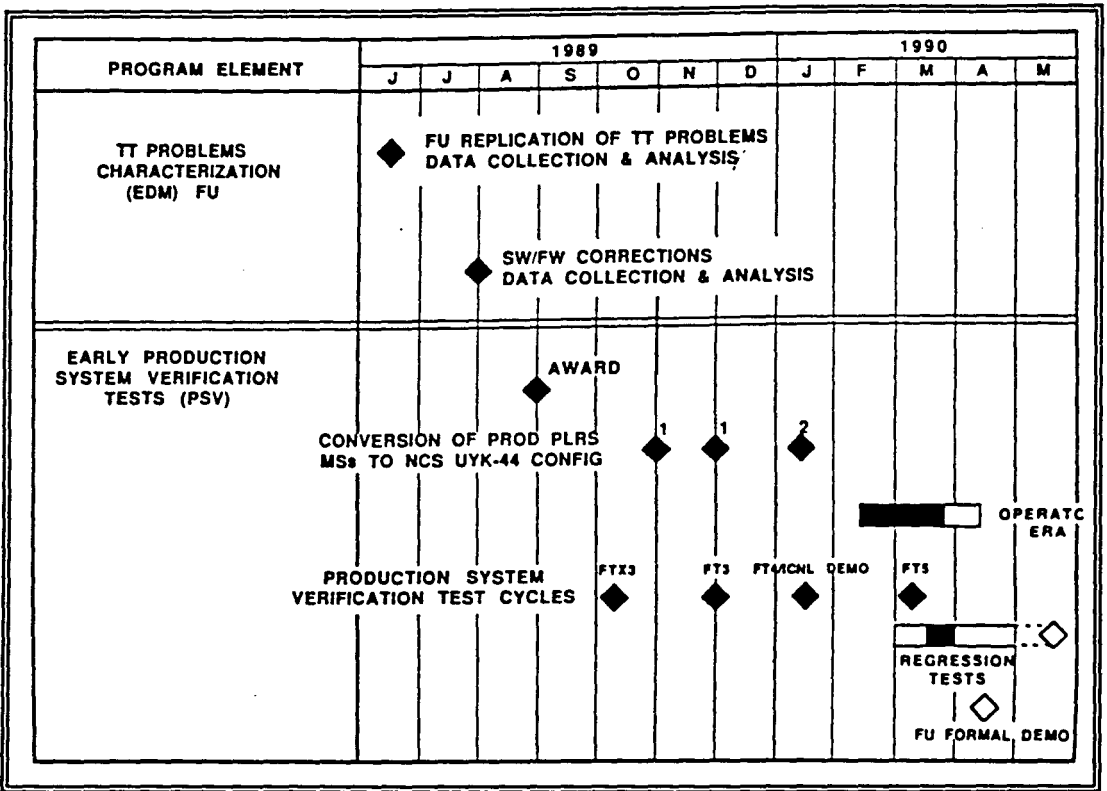 1989 1990
PROGRAM ELEMENT J J A S O N D J F M A M
TT PROBLEMS
CHARACTERIZATION
(EDM) FU
FU REPLICATION OF TT PROBLEMS
DATA COLLECTION & ANALYSIS
SW/FW CORRECTIONS
DATA COLLECTION & ANALYSIS
EARLY PRODUCTION
SYSTEM VERIFICATION
TESTS (PSV)
AWARD
CONVERSION OF PROD PLRS
MSs TO NCS UYK-44 CONFIG
1 1 2
OPERATC
ERA
PRODUCTION SYSTEM
VERIFICATION TEST CYCLES
FTX3 FT3 FT4/ICNL DEMO FT5
REGRESSION
TESTS
FU FORMAL DEMO